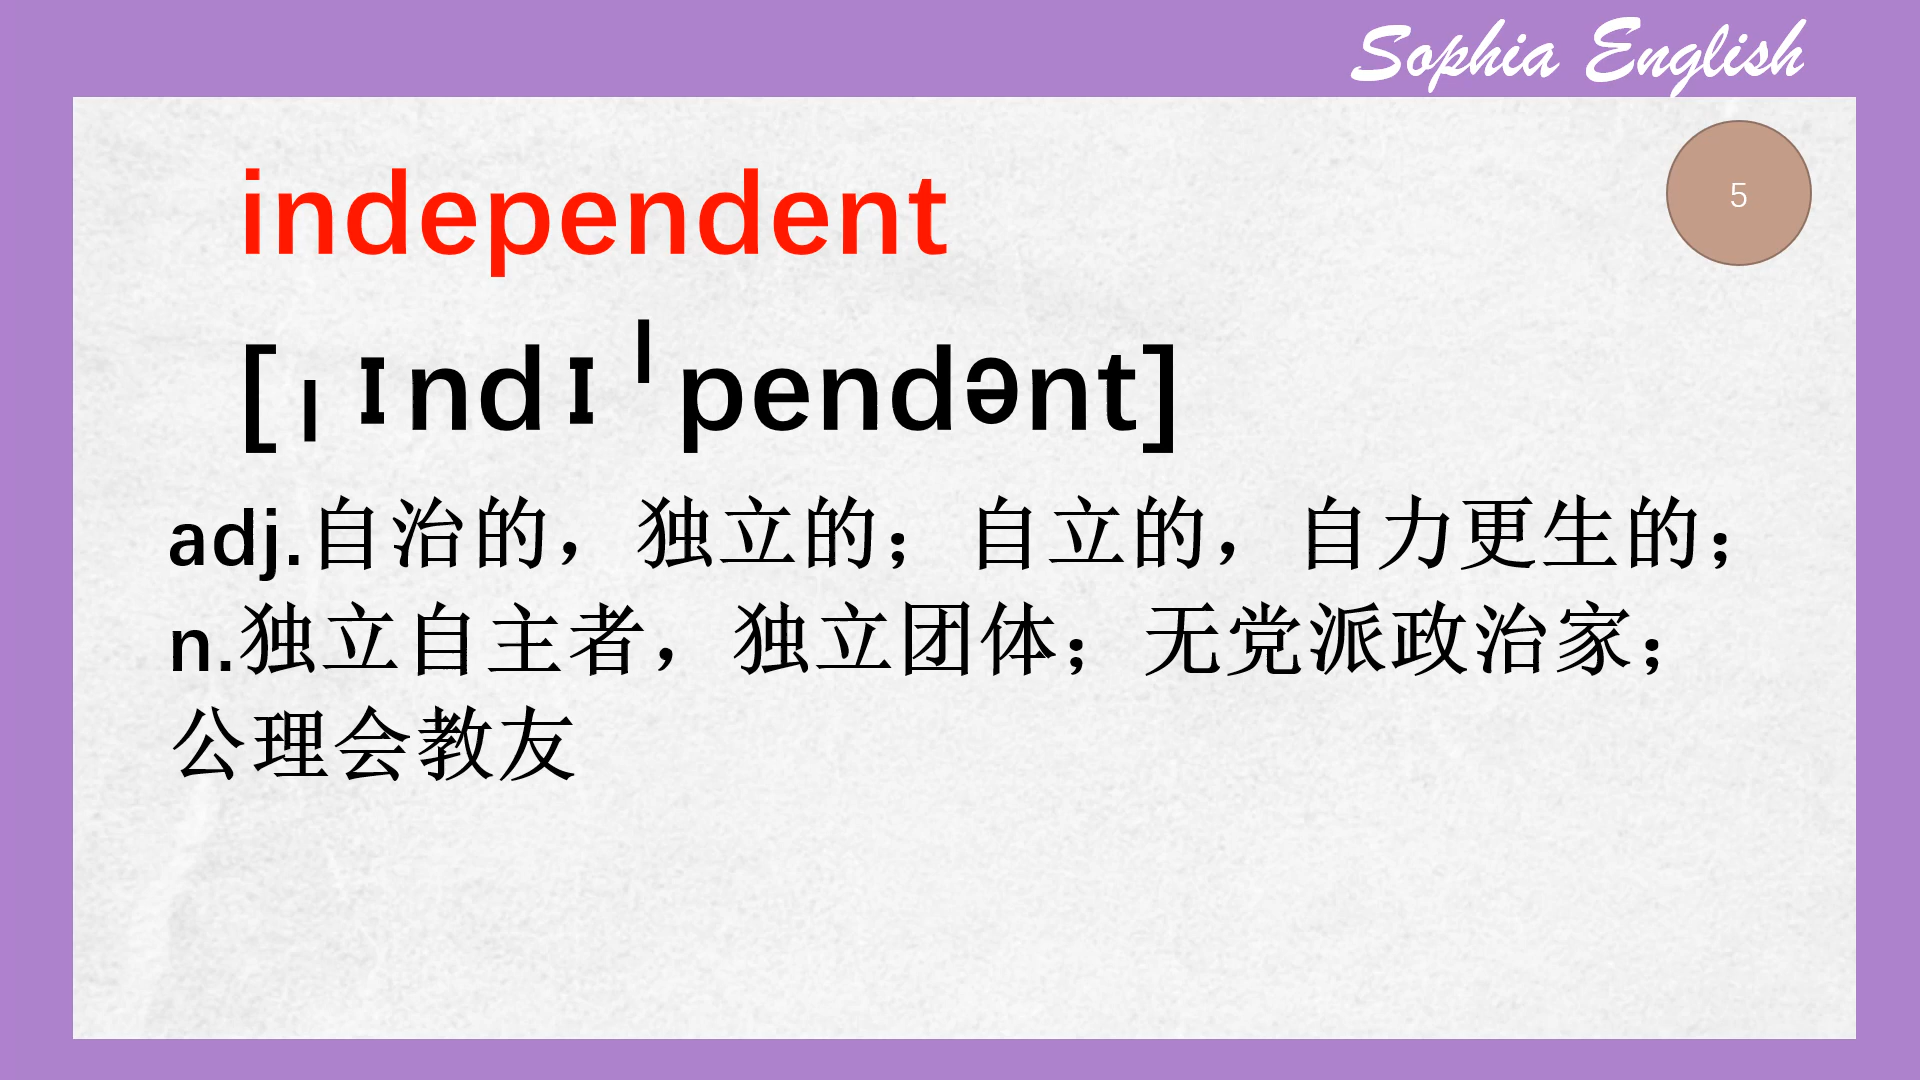 Sophia English
5
independent
[ˌɪndɪˈpendənt]
adj.自治的，独立的；自立的，自力更生的；
n.独立自主者，独立团体；无党派政治家；
公理会教友